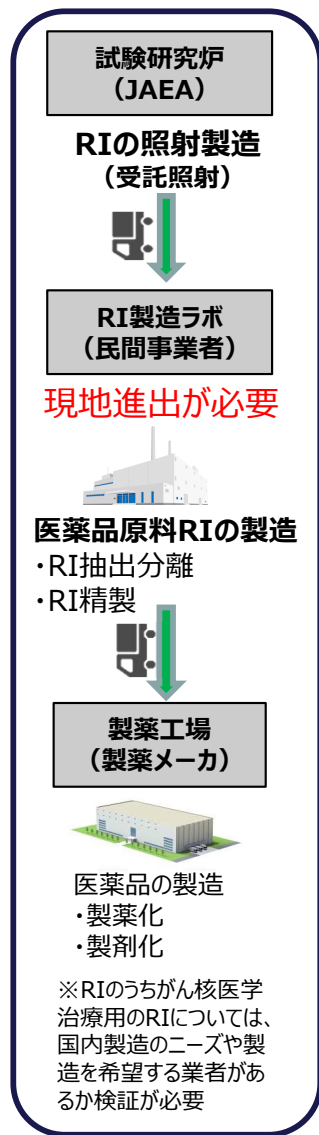 試験研究炉
（JAEA）
RIの照射製造
（受託照射）
RI製造ラボ
（民間事業者）
現地進出が必要
医薬品原料RIの製造
・RI抽出分離
・RI精製
製薬工場
（製薬メーカ）
医薬品の製造
・製薬化
・製剤化
※RIのうちがん核医学
治療用のRIについては、
国内製造のニーズや製
造を希望する業者があ
るか検証が必要